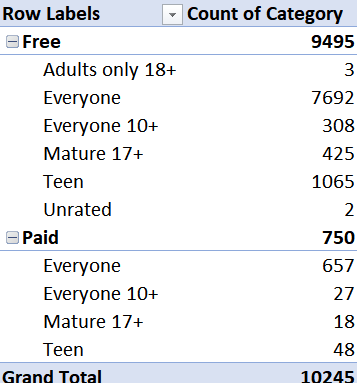 Row Labels Count of Category
Free 9495
Adults only 18+ 3
Everyone 7692
Everyone 10+ 308
Mature 17+ 425
Teen 1065
Unrated 2
Paid 750
Everyone 657
Everyone 10+ 27
Mature 17+ 18
Teen 48
Grand Total 10245